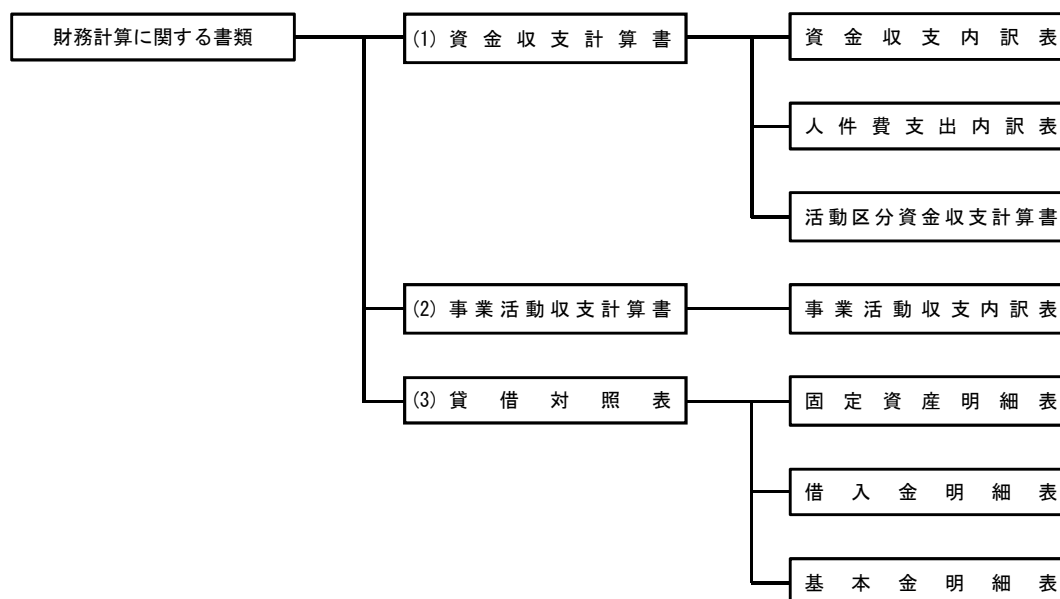 財務計算に関する書類
(1) 資金収支計算書
資金収支内訳表
人件費支出内訳表
活動区分資金収支計算書
(2) 事業活動収支計算書
事業活動収支内訳表
(3) 貸借対照表
固定資産明細表
借入金明細表
基本金明細表